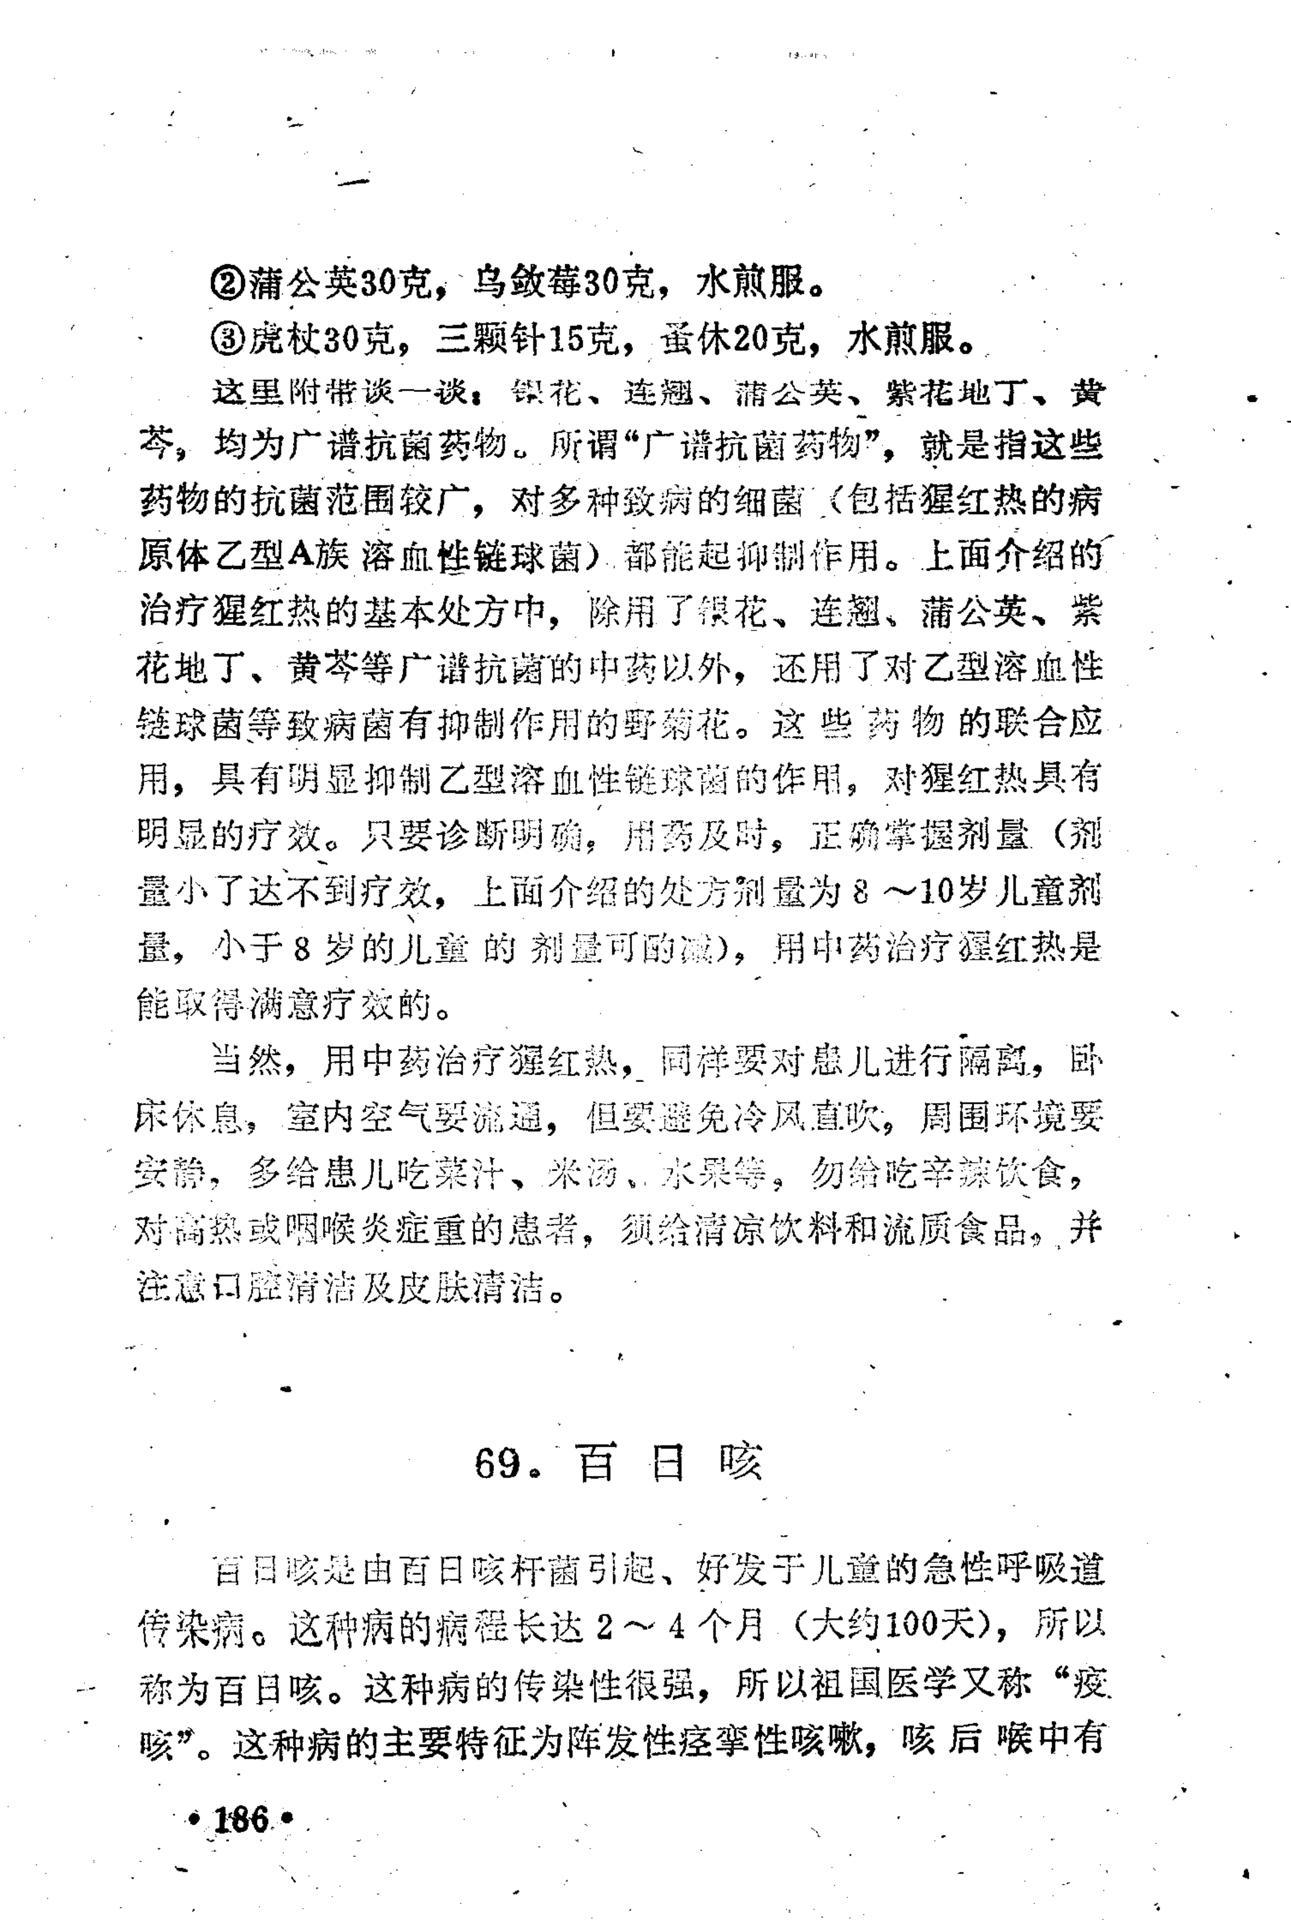 ②蒲公英30克，乌敛莓30克，水煎服。
③虎杖30克，三颗针15克，蚤休20克，水煎服。
这里附带谈一谈：银花、连翘、蒲公英、紫花地丁、黄
芩，均为广谱抗菌药物。所谓“广谱抗菌药物”，就是指这些
药物的抗菌范围较广，对多种致病的细菌（包括猩红热的病
原体乙型A族溶血性链球菌）都能起抑制作用。上面介绍的
治疗猩红热的基本处方中，除用了银花、连翘、蒲公英、紫
花地丁、黄芩等广谱抗菌的中药以外，还用了对乙型溶血性
链球菌等致病菌有抑制作用的野菊花。这些药物的联合应
用，具有明显抑制乙型溶血性链球菌的作用，对猩红热具有
明显的疗效。只要诊断明确，用药及时，正确掌握剂量（剂
量小了达不到疗效，上面介绍的处方剂量为8～10岁儿童剂
量，小于8岁的儿童的剂量可酌减），用中药治疗猩红热是
能取得满意疗效的。
当然，用中药治疗猩红热，同样要对患儿进行隔离，卧
床休息，室内空气要流通，但要避免冷风直吹，周围环境要
安静，多给患儿吃菜汁、米汤、水果等，勿给吃辛辣饮食，
对高热或咽喉炎症重的患者，须给清凉饮料和流质食品，并
注意口腔清洁及皮肤清洁。
69。百日咳
百日咳是由百日咳杆菌引起、好发于儿童的急性呼吸道
传染病。这种病的病程长达2～4个月（大约100天），所以
称为百日咳。这种病的传染性很强，所以祖国医学又称“疫
咳”。这种病的主要特征为阵发性痉挛性咳嗽，咳后喉中有
•186•